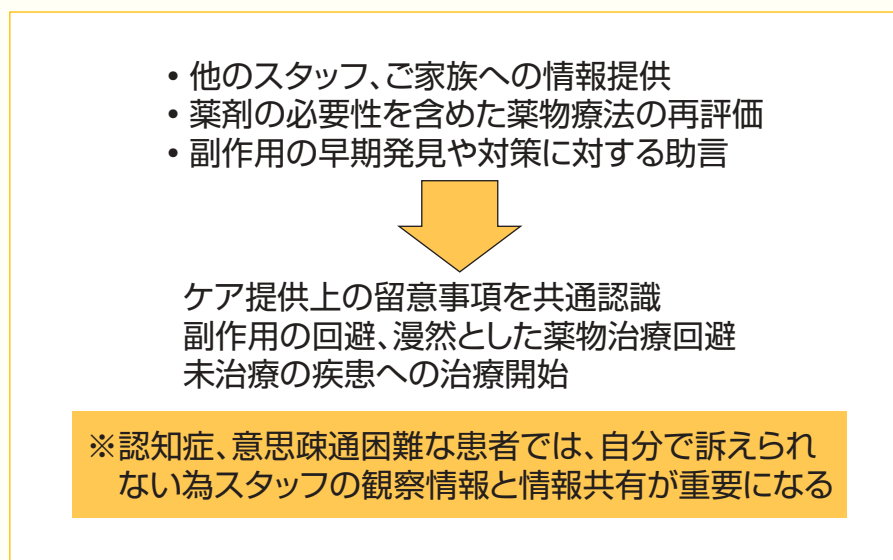 • 他のスタッフ、ご家族への情報提供
• 薬剤の必要性を含めた薬物療法の再評価
• 副作用の早期発見や対策に対する助言
ケア提供上の留意事項を共通認識
副作用の回避、漫然とした薬物治療回避
未治療の疾患への治療開始
※認知症、意思疎通困難な患者では、自分で訴えられ
ない為スタッフの観察情報と情報共有が重要になる